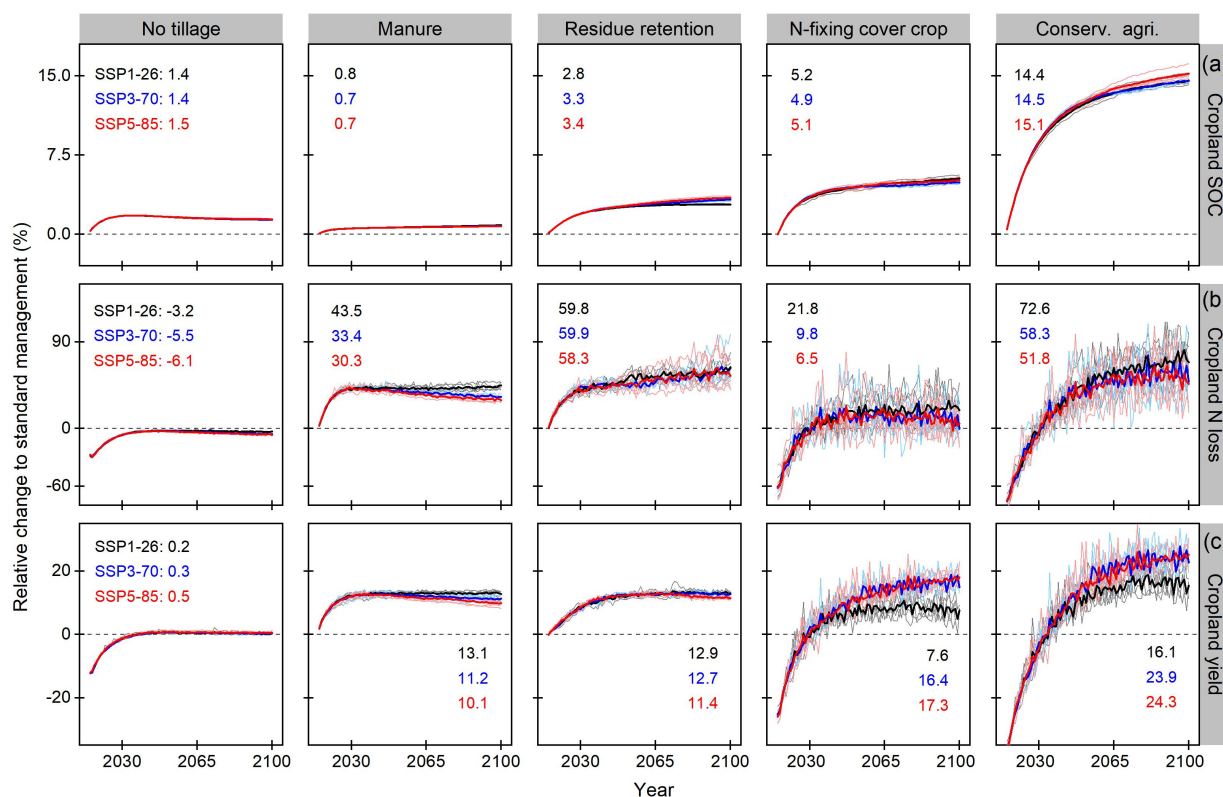 No tillage Manure Residue retention N-fixing cover crop Conserv. agri.
Relative change to standard management (%)
15.0
7.5
0.0
SSP1-26: 1.4
SSP3-70: 1.4
SSP5-85: 1.5
0.8
0.7
0.7
2.8
3.3
3.4
5.2
4.9
5.1
14.4
14.5
15.1
(a
Cropland SOC
90
0
-60
SSP1-26: -3.2
SSP3-70: -5.5
SSP5-85: -6.1
43.5
33.4
30.3
59.8
59.9
58.3
21.8
9.8
6.5
72.6
58.3
51.8
(b
Cropland N loss
20
0
-20
SSP1-26: 0.2
SSP3-70: 0.3
SSP5-85: 0.5
13.1
11.2
10.1
12.9
12.7
11.4
7.6
16.4
17.3
16.1
23.9
24.3
(c
Cropland yield
2030 2065 2100 2030 2065 2100 2030 2065 2100 2030 2065 2100 2030 2065 2100
Year